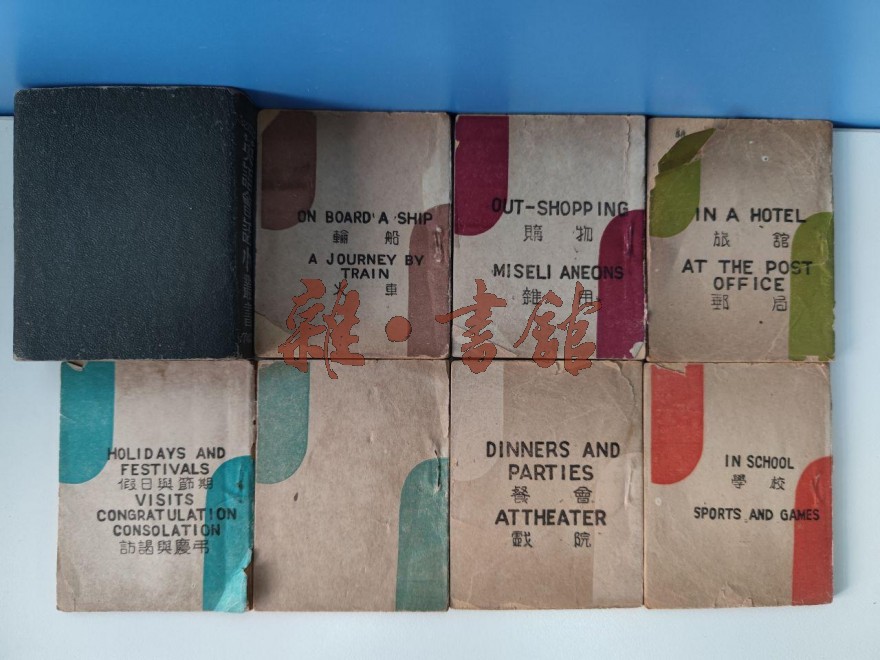 ON BOARD A SHIP
輪船
A JOURNEY BY
TRAIN
火車
OUT-SHOPPING
購物
MISELI ANEONS
雜用
IN A HOTEL
旅館
AT THE POST
OFFICE
郵局
雜·書館
HOLIDAYS AND
FESTIVALS
假日與節期
VISITS
CONGRATULATION
CONSOLATION
訪謁與慶弔
DINNERS AND
PARTIES
餐會
ATTHEATER
戲院
IN SCHOOL
學校
SPORTS AND GAMES